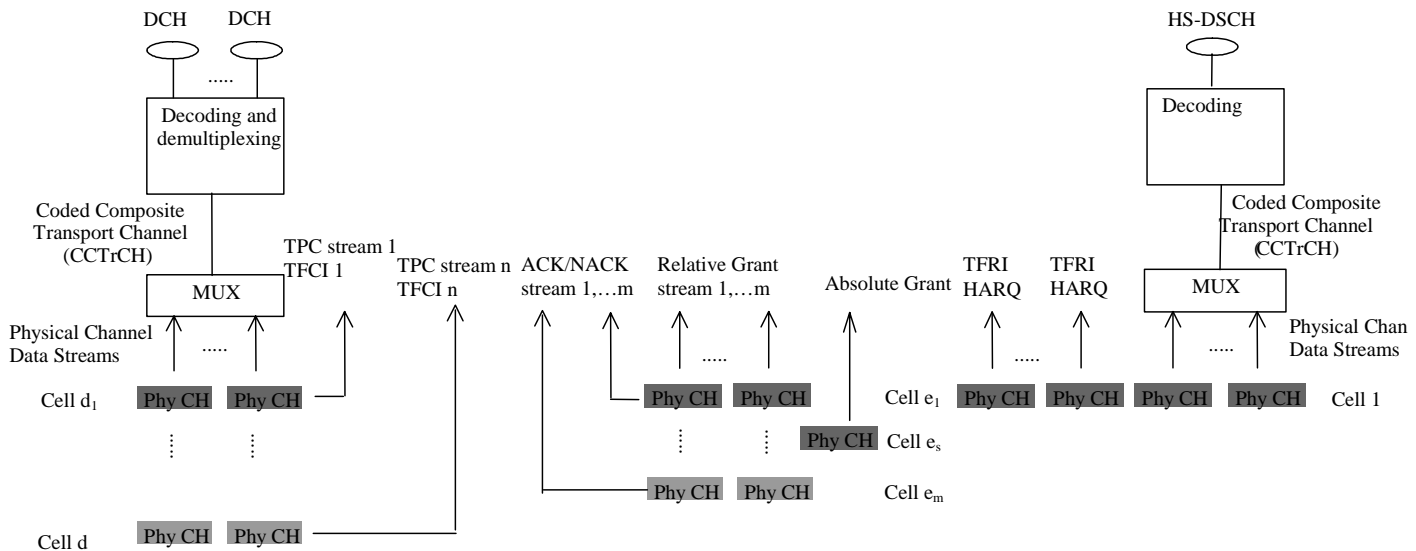 DCH DCH
HS-DSCH
.....
Decoding and
demultiplexing
Decoding
Coded Composite
Transport Channel
(CCTrCH)
Coded Composite
Transport Channel
(CCTrCH)
TPC stream 1
TFCI 1
TPC stream n
TFCI n
ACK/NACK
stream 1,…m
Relative Grant
stream 1,…m
Absolute Grant
TFRI
HARQ
TFRI
HARQ
MUX
MUX
Physical Channel
Data Streams
.....
.....
.....
.....
Physical Chan
Data Streams
Cell d1 Phy CH Phy CH
Phy CH Phy CH Cell e1
Phy CH Phy CH Phy CH Phy CH Cell 1
Phy CH Cell es
Phy CH Phy CH Cell em
Cell d Phy CH Phy CH